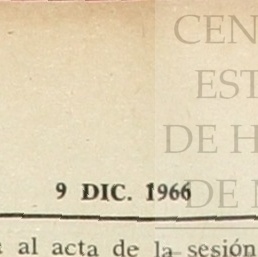 CEN
EST
DE H
9 DIC. 1966
DE
al acta de la sesión